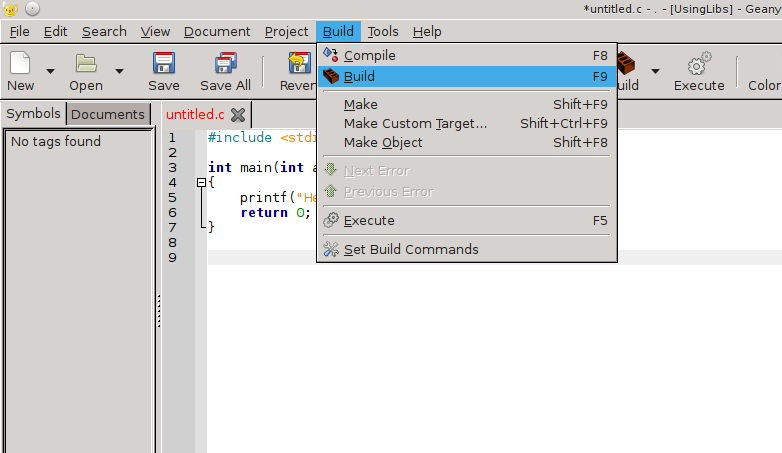 *untitled.c - . - [UsingLibs] - Geany
File Edit Search View Document Project Build Tools Help
New Open Save Save All Rever uild Execute Color
Compile F8
Build F9
Make Shift+F9
Make Custom Target... Shift+Ctrl+F9
Make Object Shift+F8
Next Error
Previous Error
Execute F5
Set Build Commands
Symbols Documents
No tags found
untitled.c
1 #include <stdi
2
3 int main(int a
4 {
5 printf("He
6 return 0;
7 }
8
9